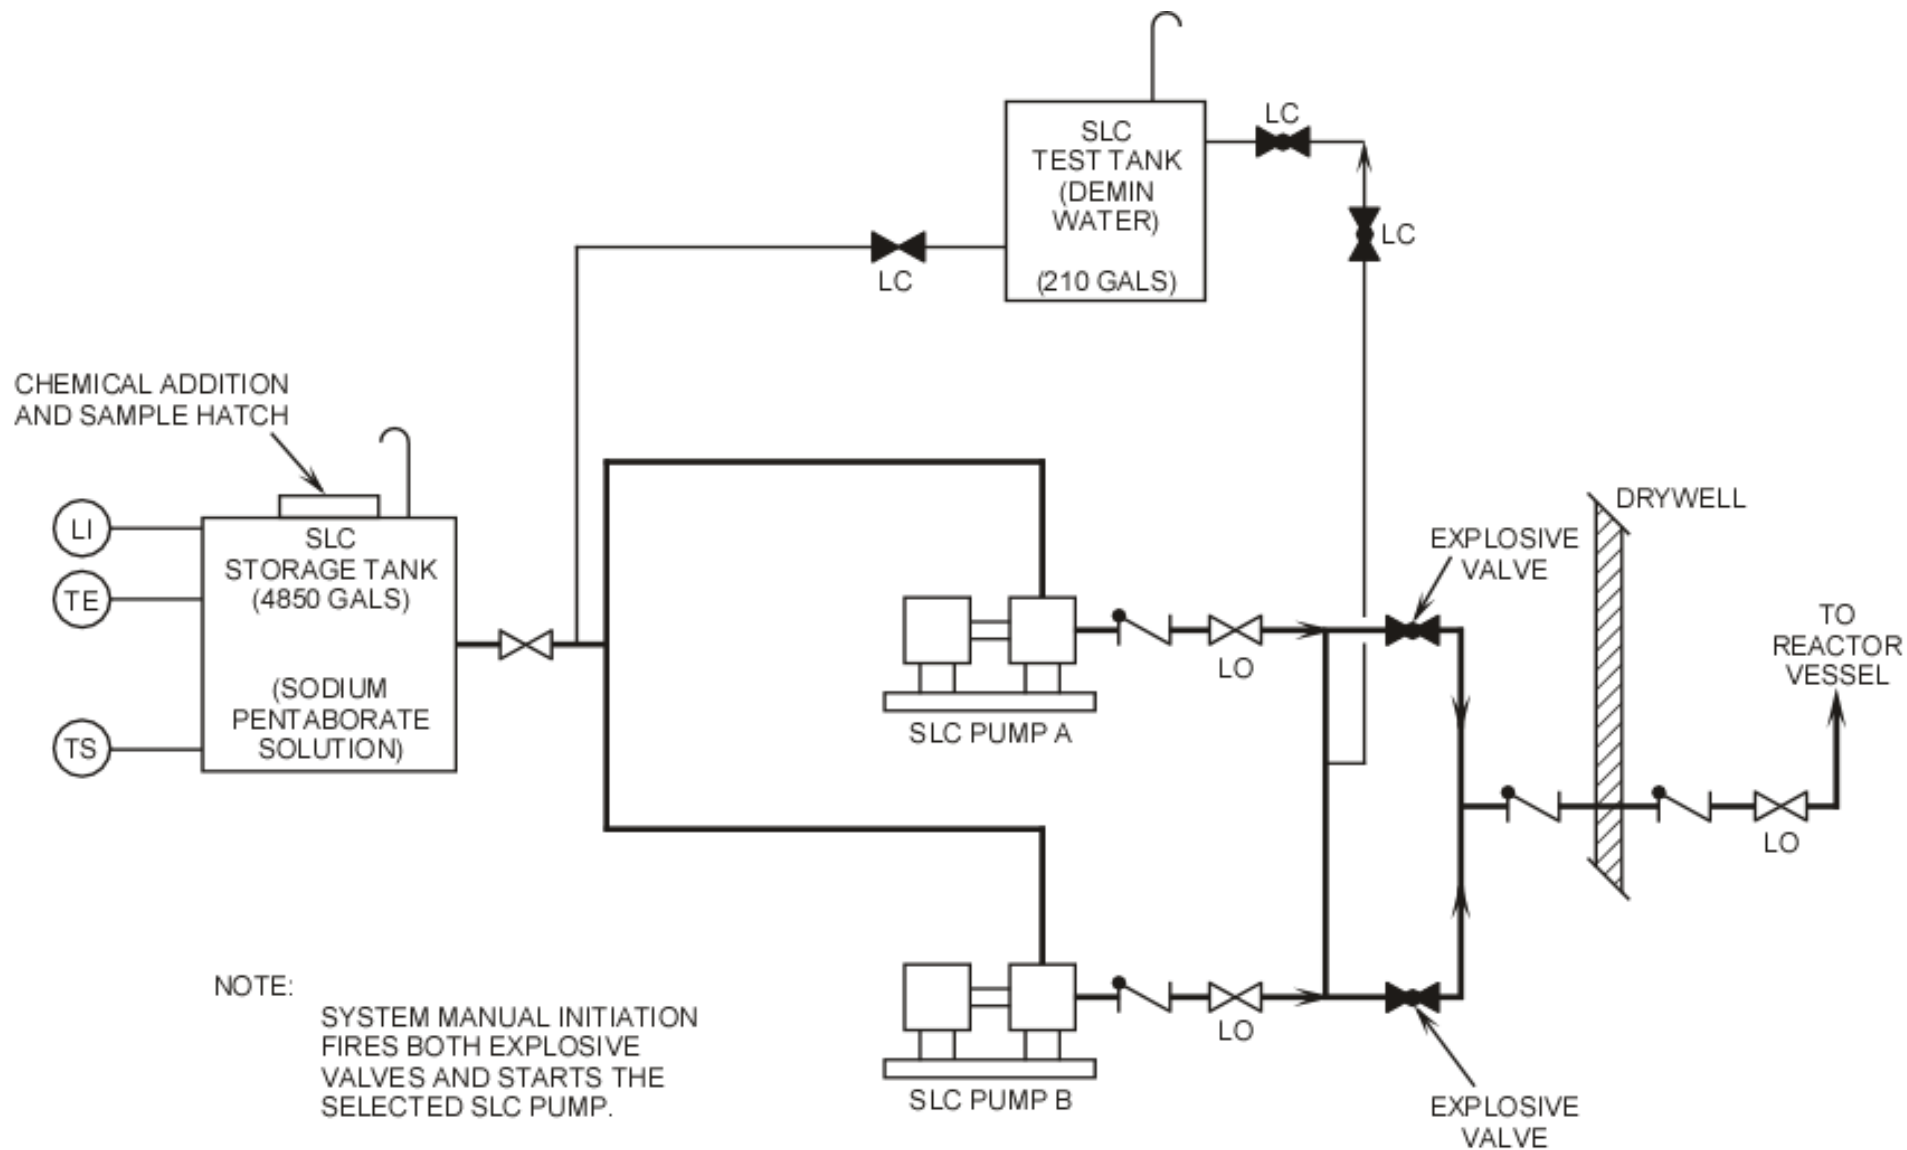 SLC
TEST TANK
(DEMIN
WATER)
(210 GALS)
LC
LC
LC
CHEMICAL ADDITION
AND SAMPLE HATCH
LI
TE
TS
SLC
STORAGE TANK
(4850 GALS)
(SODIUM
PENTABORATE
SOLUTION)
SLC PUMP A
LO
EXPLOSIVE
VALVE
DRYWELL
TO
REACTOR
VESSEL
LO
SLC PUMP B
LO
EXPLOSIVE
VALVE
NOTE:
SYSTEM MANUAL INITIATION
FIRES BOTH EXPLOSIVE
VALVES AND STARTS THE
SELECTED SLC PUMP.